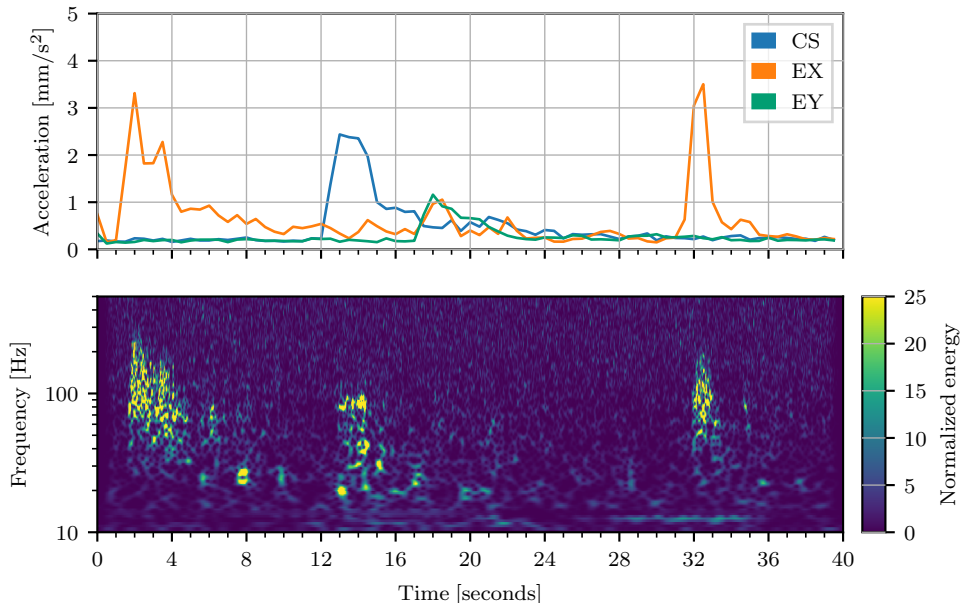 5
4
3
2
1
0
Acceleration [mm/s²]
CS
EX
EY
100
10
Frequency [Hz]
0 4 8 12 16 20 24 28 32 36 40
Time [seconds]
25
20
15
10
5
0
Normalized energy